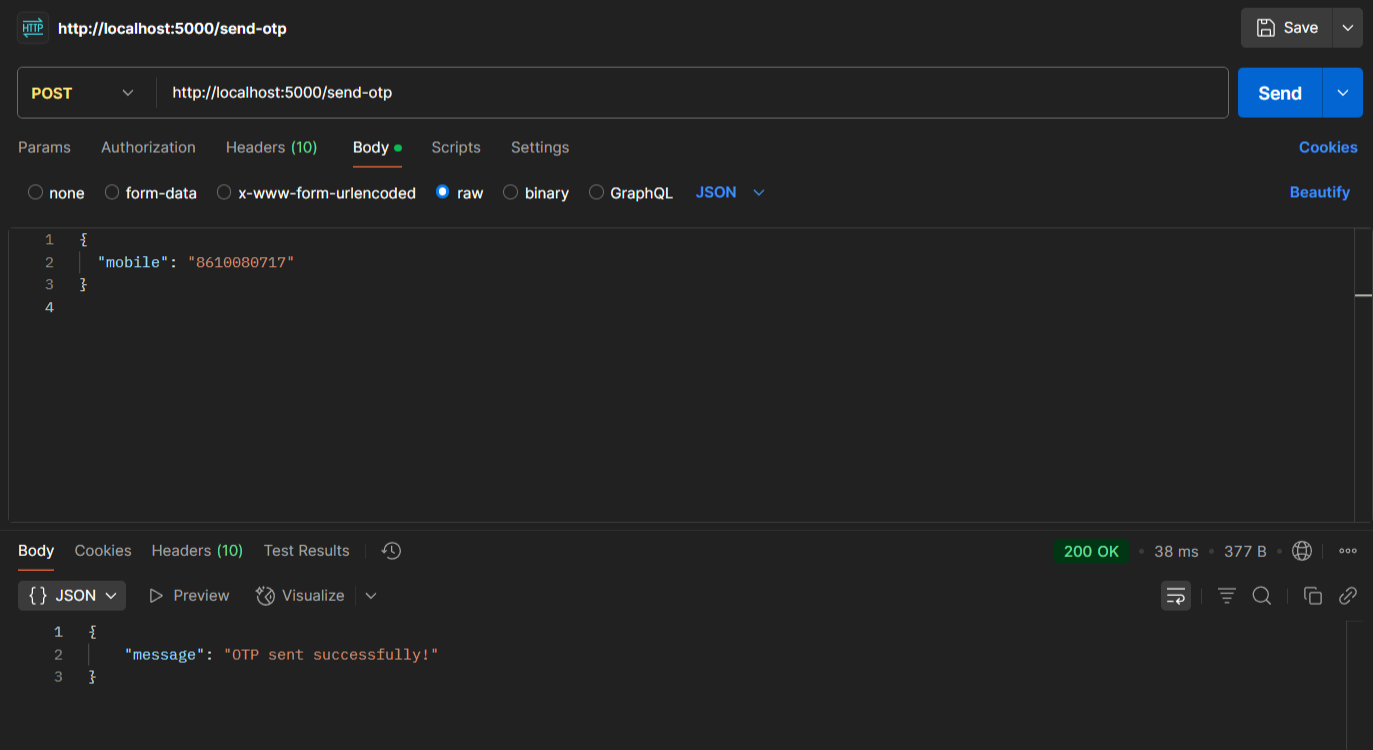 HTTP http://localhost:5000/send-otp Save
POST http://localhost:5000/send-otp Send
Params Authorization Headers (10) Body Scripts Settings Cookies
none form-data x-www-form-urlencoded raw binary GraphQL JSON Beautify
1 {
2 "mobile": "8610080717"
3 }
4
Body Cookies Headers (10) Test Results 200 OK • 38 ms • 377 B •
{} JSON Preview Visualize
1 {
2 "message": "OTP sent successfully!"
3 }